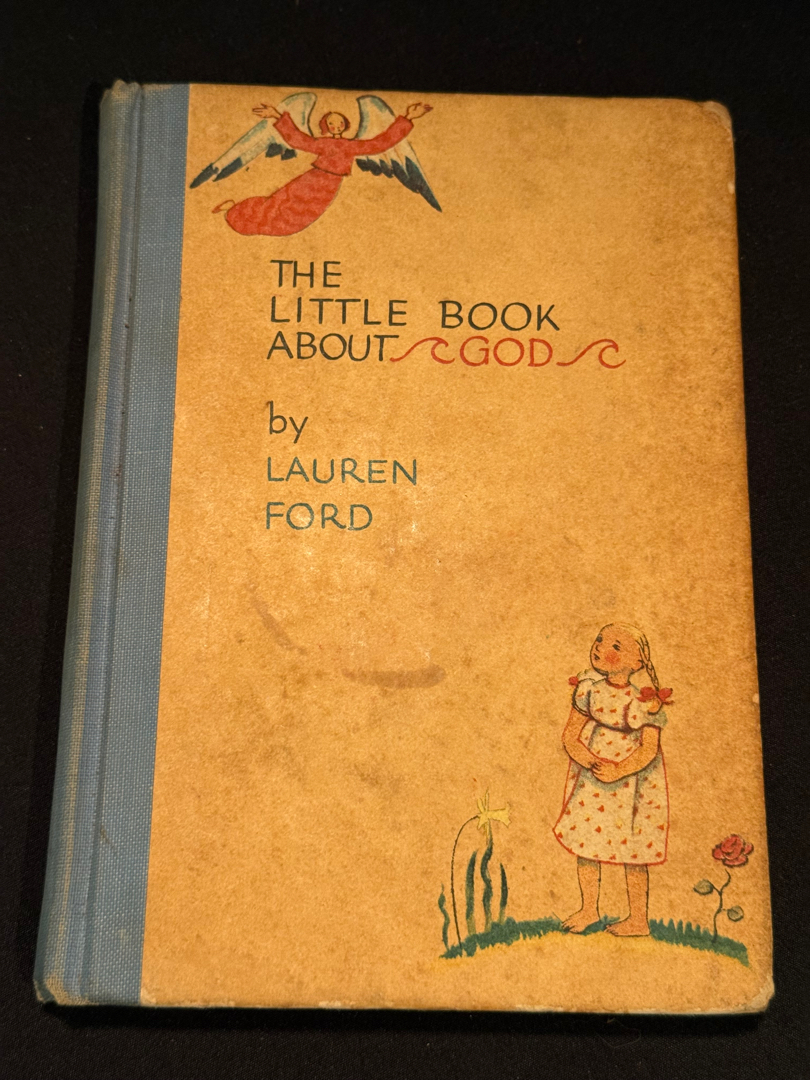 THE
LITTLE BOOK
ABOUT GOD
by
LAUREN
FORD